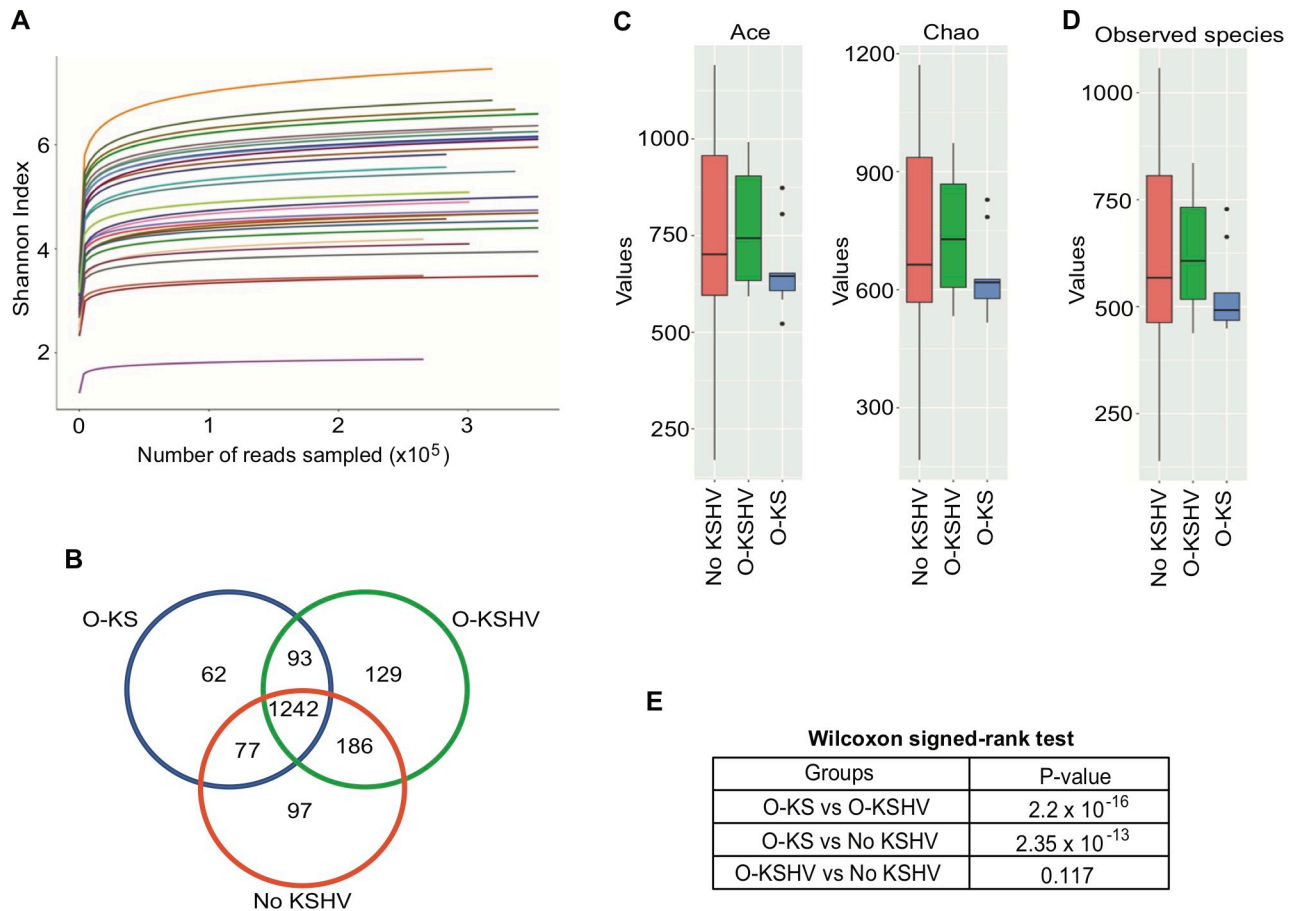 A
Shannon Index
6
4
2
0 1 2 3
Number of reads sampled (x10⁵)
B
O-KS
O-KSHV
62
93
129
1242
77
186
97
No KSHV
C
Ace
Values
1000
750
500
250
No KSHV
O-KSHV
O-KS
Chao
Values
1200
900
600
300
No KSHV
O-KSHV
O-KS
D
Observed species
Values
1000
750
500
250
No KSHV
O-KSHV
O-KS
E
Wilcoxon signed-rank test
Groups P-value
O-KS vs O-KSHV 2.2 x 10⁻¹⁶
O-KS vs No KSHV 2.35 x 10⁻¹³
O-KSHV vs No KSHV 0.117